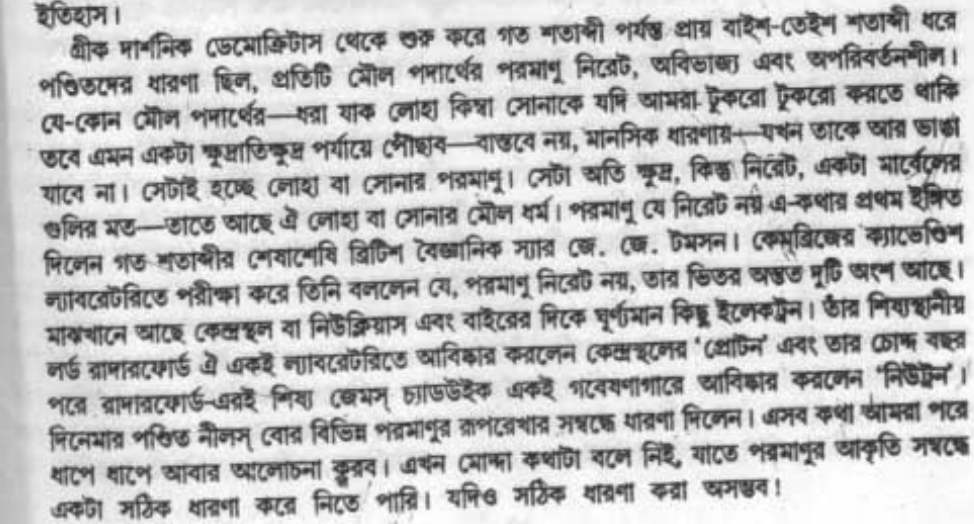 ইতিহাস।
গ্রীক দার্শনিক ডেমোক্রিটাস থেকে শুরু করে গত শতাব্দী পর্যন্ত প্রায় বাইশ-তেইশ শতাব্দী ধরে
পণ্ডিতদের ধারণা ছিল, প্রতিটি মৌল পদার্থের পরমাণু নিরেট, অবিভাজ্য এবং অপরিবর্তনশীল।
যে-কোন মৌল পদার্থের—ধরা যাক লোহা কিম্বা সোনাকে যদি আমরা টুকরো টুকরো করতে থাকি
তবে এমন একটা ক্ষুদ্রাতিক্ষুদ্র পর্যায়ে পৌঁছাব—বাস্তবে নয়, মানসিক ধারণায়—যখন তাকে আর ভাঙা
যাবে না। সেটাই হচ্ছে লোহা বা সোনার পরমাণু। সেটা অতি ক্ষুদ্র, কিন্তু নিরেট, একটা মার্বেলের
গুলির মত—তাতে আছে ঐ লোহা বা সোনার মৌল ধর্ম। পরমাণু যে নিরেট নয় এ-কথার প্রথম ইঙ্গিত
দিলেন গত শতাব্দীর শেষাশেষি ব্রিটিশ বৈজ্ঞানিক স্যার জে. জে. টমসন। কেমব্রিজের ক্যাভেণ্ডিশ
ল্যাবরেটরিতে পরীক্ষা করে তিনি বললেন যে, পরমাণু নিরেট নয়, তার ভিতর অন্তত দুটি অংশ আছে।
মাঝখানে আছে কেন্দ্রস্থল বা নিউক্লিয়াস এবং বাইরের দিকে ঘূর্ণ্যমান কিছু ইলেকট্রন। তাঁর শিষ্যস্থানীয়
লর্ড রাদারফোর্ড ঐ একই ল্যাবরেটরিতে আবিষ্কার করলেন কেন্দ্রস্থলের 'প্রোটন' এবং তার চোদ্দ বছর
পরে রাদারফোর্ড-এরই শিষ্য জেমস্ চ্যাডউইক একই গবেষণাগারে আবিষ্কার করলেন 'নিউট্রন'।
দিনেমার পণ্ডিত নীলস্ বোর বিভিন্ন পরমাণুর রূপরেখার সম্বন্ধে ধারণা দিলেন। এসব কথা আমরা পরে
ধাপে ধাপে আবার আলোচনা করব। এখন মোদ্দা কথাটা বলে নিই, যাতে পরমাণুর আকৃতি সম্বন্ধে
একটা সঠিক ধারণা করে নিতে পারি। যদিও সঠিক ধারণা করা অসম্ভব!